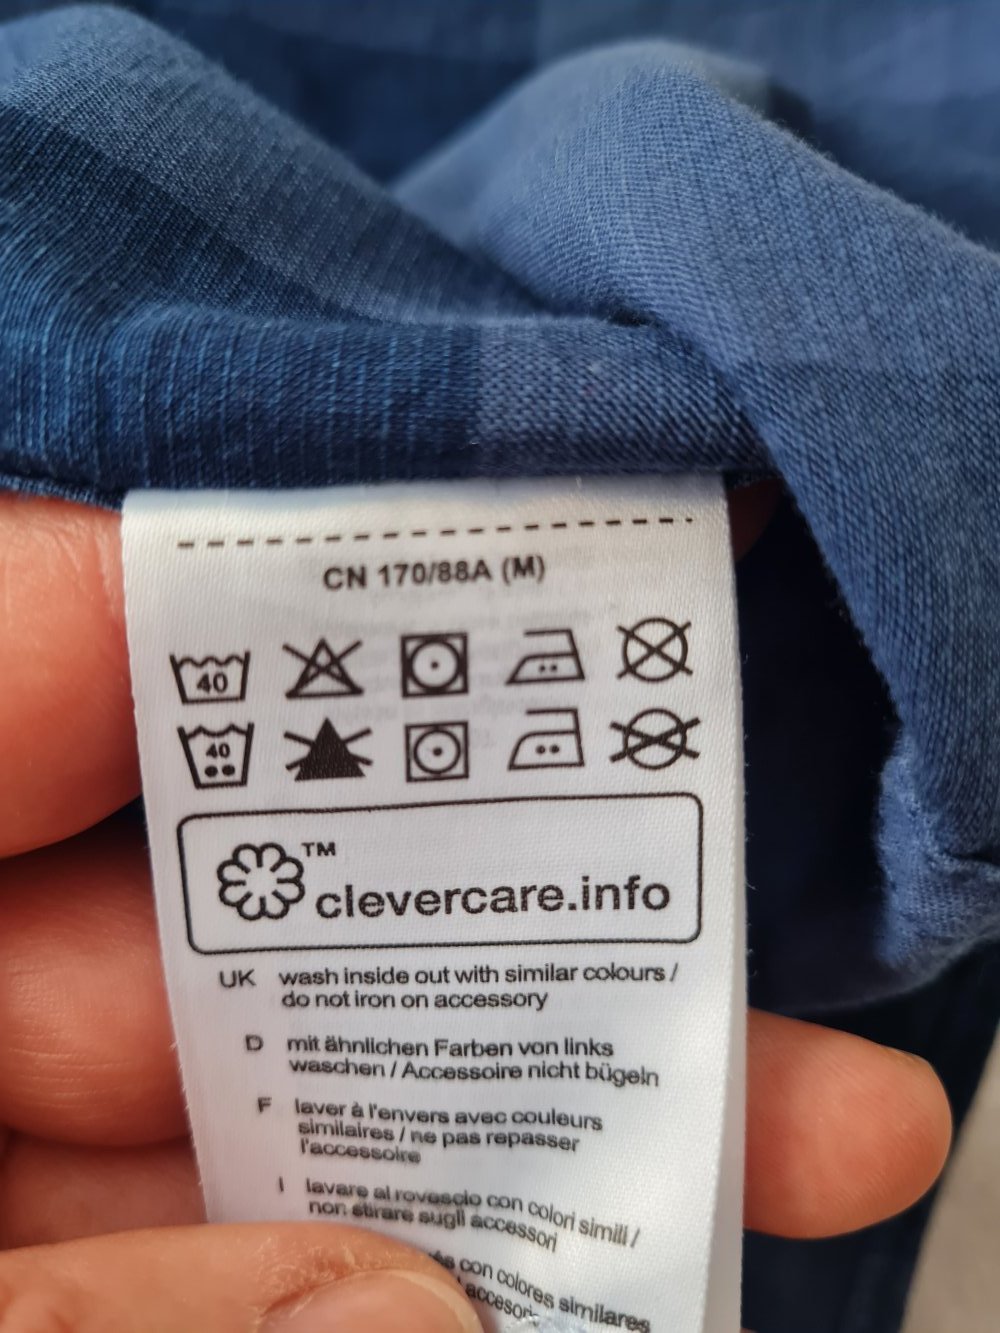 CN 170/88A (M)
40
40
TM
clevercare.info
UK wash inside out with similar colours /
do not iron on accessory
D mit ähnlichen Farben von links
waschen / Accessoire nicht bügeln
F laver à l'envers avec couleurs
similaires / ne pas repasser
l'accessoire
I lavare al rovescio con colori simili /
non stirare sugli accessori
con colores similares